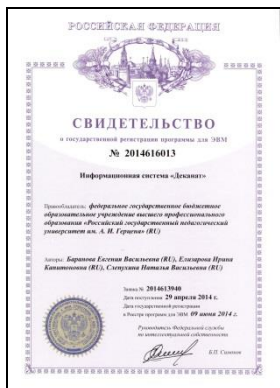 РОССИЙСКАЯ ФЕДЕРАЦИЯ
СВИДЕТЕЛЬСТВО
о государственной регистрации программы для ЭВМ
№ 2014616013
Информационная система «Деканат»
Правообладатель: федеральное государственное бюджетное
образовательное учреждение высшего профессионального
образования «Российский государственный педагогический
университет им. А. И. Герцена» (RU)
Авторы: Баранова Евгения Васильевна (RU), Елизарова Ирина
Константиновна (RU), Слепухина Наталья Васильевна (RU)
Заявка № 2014613940
Дата поступления 29 апреля 2014 г.
Дата государственной регистрации
в Реестре программ для ЭВМ 09 июня 2014 г.
Руководитель Федеральной службы
по интеллектуальной собственности
Б.П. Симонов